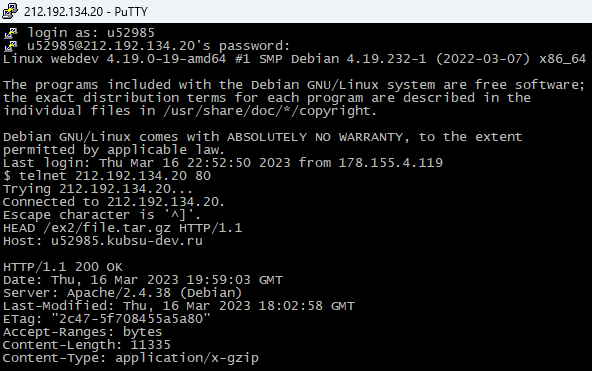 212.192.134.20 - PuTTY
login as: u52985
u52985@212.192.134.20's password:
Linux webdev 4.19.0-19-amd64 #1 SMP Debian 4.19.232-1 (2022-03-07) x86_64
The programs included with the Debian GNU/Linux system are free software;
the exact distribution terms for each program are described in the
individual files in /usr/share/doc/*/copyright.
Debian GNU/Linux comes with ABSOLUTELY NO WARRANTY, to the extent
permitted by applicable law.
Last login: Thu Mar 16 22:52:50 2023 from 178.155.4.119
$ telnet 212.192.134.20 80
Trying 212.192.134.20...
Connected to 212.192.134.20.
Escape character is '^]'.
HEAD /ex2/file.tar.gz HTTP/1.1
Host: u52985.kubsu-dev.ru
HTTP/1.1 200 OK
Date: Thu, 16 Mar 2023 19:59:03 GMT
Server: Apache/2.4.38 (Debian)
Last-Modified: Thu, 16 Mar 2023 18:02:58 GMT
ETag: "2c47-5f708455a5a80"
Accept-Ranges: bytes
Content-Length: 11335
Content-Type: application/x-gzip